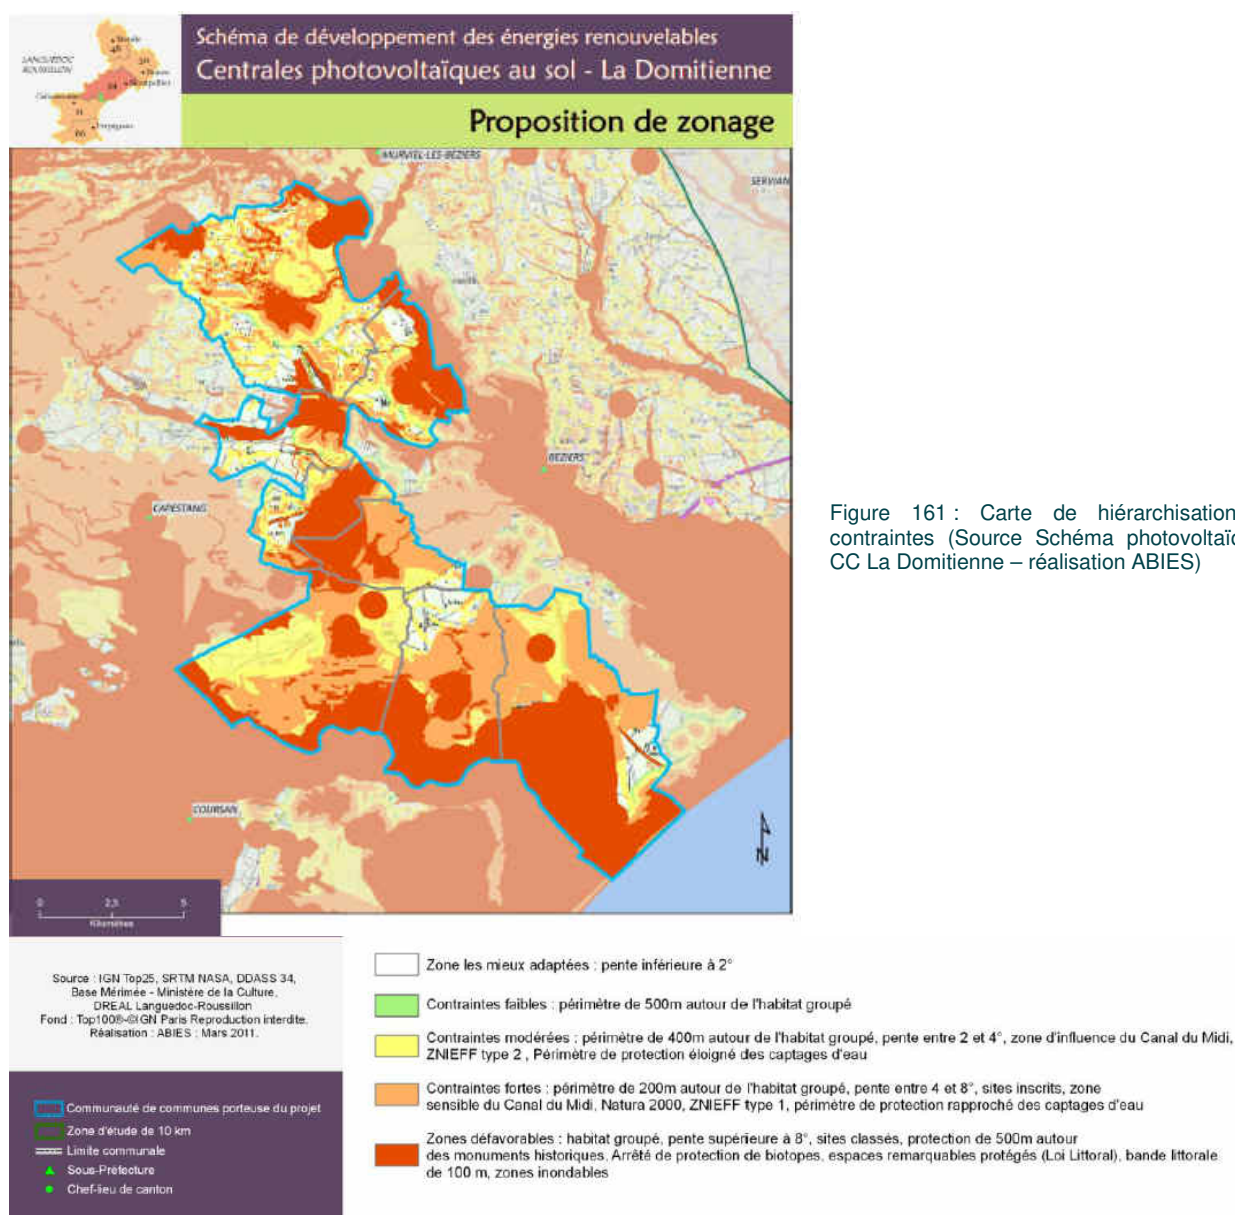 LANGUEDOC
ROUSSILLON
Schéma de développement des énergies renouvelables
Centrales photovoltaïques au sol - La Domitienne
Proposition de zonage
MURVIEL-LES-BEZIERS
SERVIAN
BEZIERS
CAPESTANG
COURSAN
0 2,5 5
Kilomètres
N
Figure 161 : Carte de hiérarchisation
contraintes (Source Schéma photovoltaïc
CC La Domitienne – réalisation ABIES)
Source : IGN Top25, SRTM NASA, DDASS 34,
Base Mérimée - Ministère de la Culture,
DREAL Languedoc-Roussillon
Fond : Top100®-©IGN Paris Reproduction interdite.
Réalisation : ABIES : Mars 2011.
Communauté de communes porteuse du projet
Zone d'étude de 10 km
Limite communale
Sous-Préfecture
Chef-lieu de canton
Zone les mieux adaptées : pente inférieure à 2°
Contraintes faibles : périmètre de 500m autour de l'habitat groupé
Contraintes modérées : périmètre de 400m autour de l'habitat groupé, pente entre 2 et 4°, zone d'influence du Canal du Midi,
ZNIEFF type 2 , Périmètre de protection éloigné des captages d'eau
Contraintes fortes : périmètre de 200m autour de l'habitat groupé, pente entre 4 et 8°, sites inscrits, zone
sensible du Canal du Midi, Natura 2000, ZNIEFF type 1, périmètre de protection rapproché des captages d'eau
Zones défavorables : habitat groupé, pente supérieure à 8°, sites classés, protection de 500m autour
des monuments historiques, Arrêté de protection de biotopes, espaces remarquables protégés (Loi Littoral), bande littorale
de 100 m, zones inondables